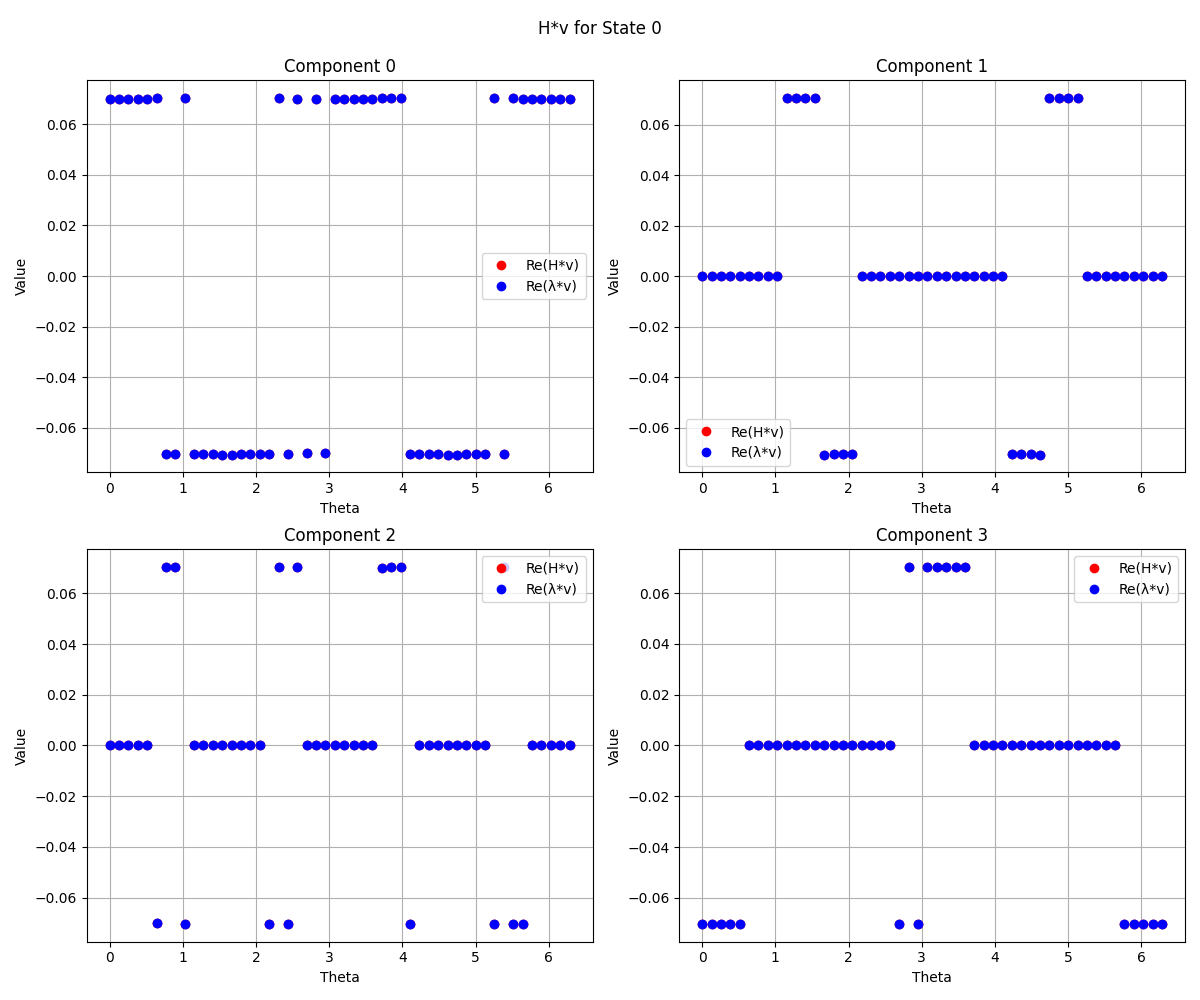 H*v for State 0
Component 0
Value
0.06
0.04
0.02
0.00
−0.02
−0.04
−0.06
Re(H*v)
Re(λ*v)
0 1 2 3 4 5 6
Theta
Component 1
Value
0.06
0.04
0.02
0.00
−0.02
−0.04
−0.06
Re(H*v)
Re(λ*v)
0 1 2 3 4 5 6
Theta
Component 2
Value
0.06
0.04
0.02
0.00
−0.02
−0.04
−0.06
Re(H*v)
Re(λ*v)
0 1 2 3 4 5 6
Theta
Component 3
Value
0.06
0.04
0.02
0.00
−0.02
−0.04
−0.06
Re(H*v)
Re(λ*v)
0 1 2 3 4 5 6
Theta